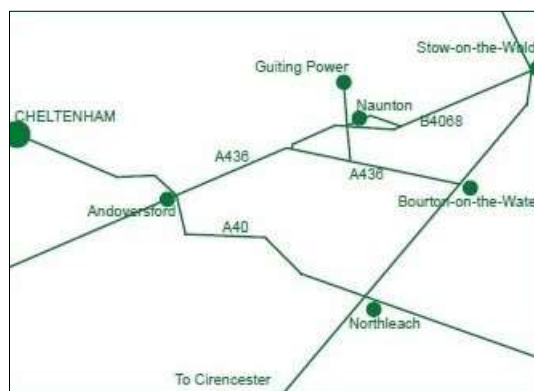 Stow-on-the-Wold
Guiting Power
Naunton
CHELTENHAM
B4068
A436
A436
Andoversford
Bourton-on-the-Wate
A40
Northleach
To Cirencester